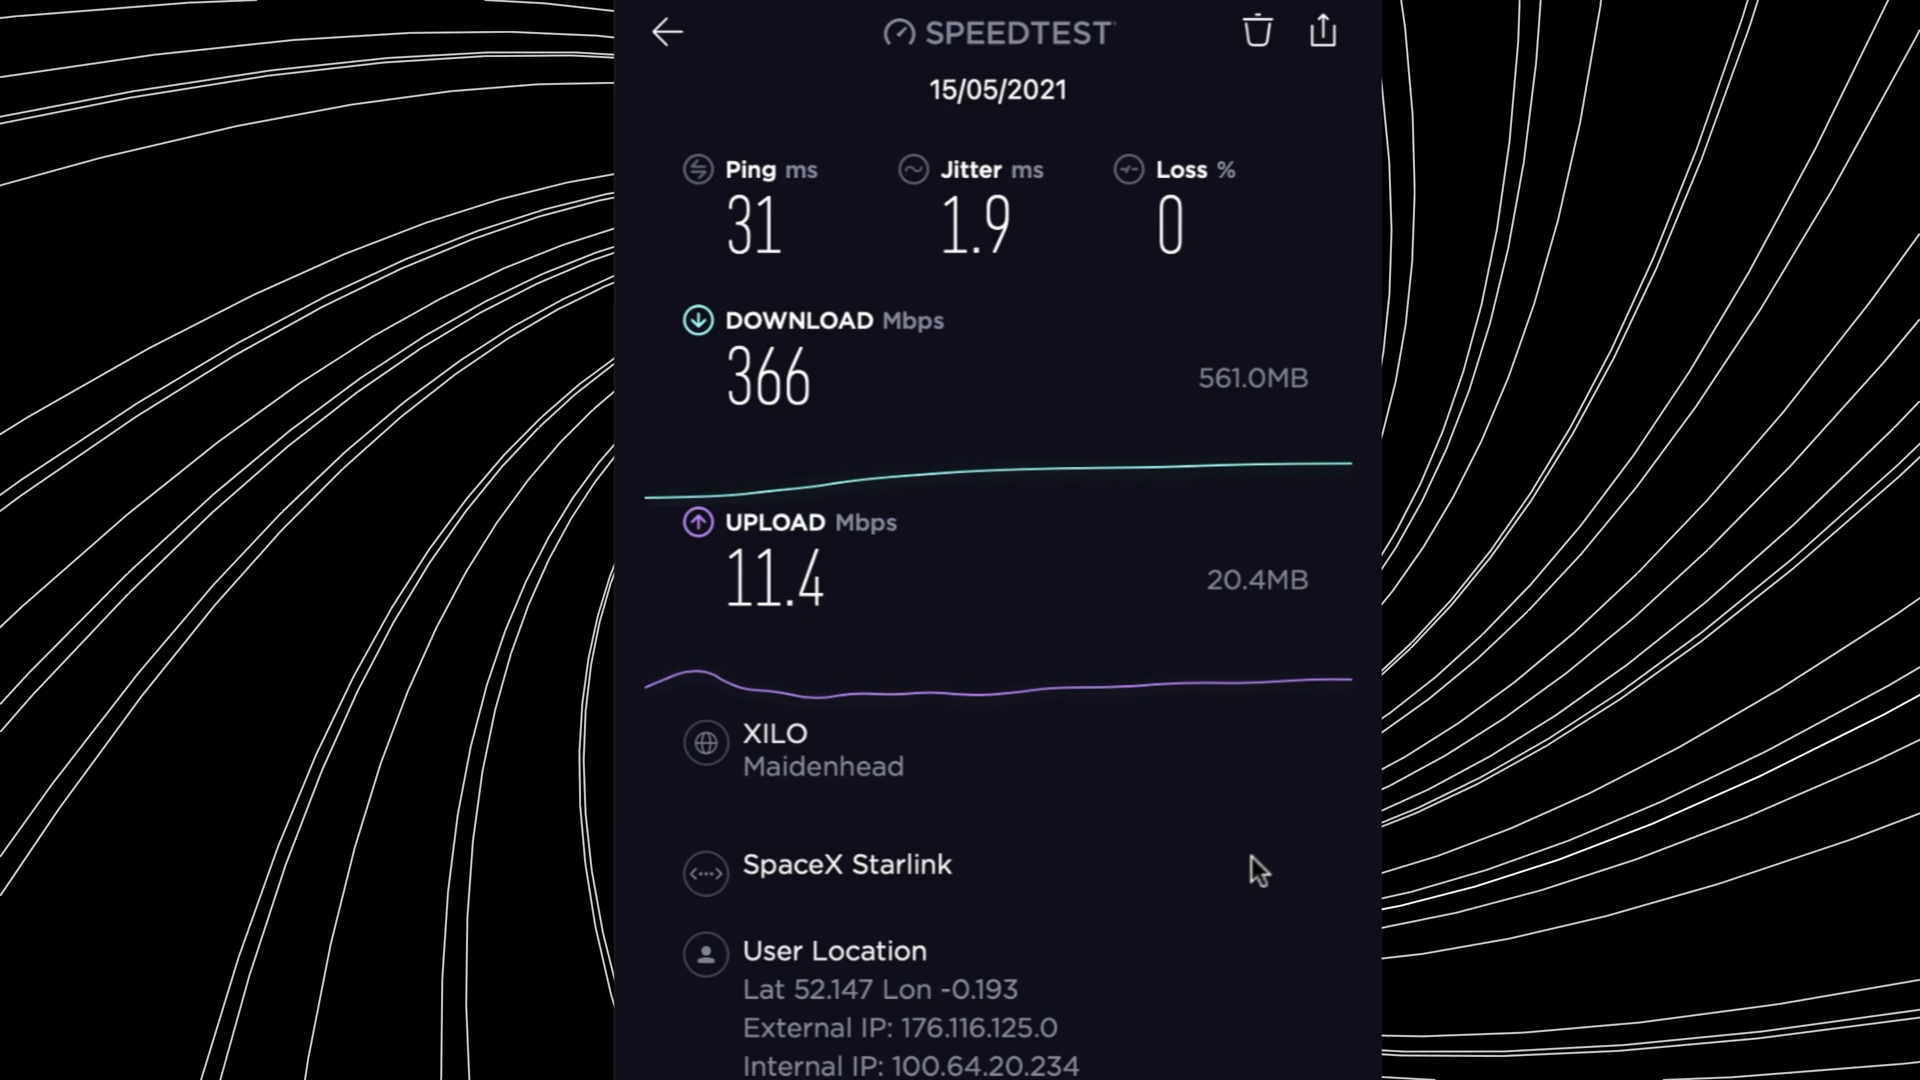 SPEEDTEST
15/05/2021
Ping ms Jitter ms Loss %
31 1.9 0
DOWNLOAD Mbps
366 561.0MB
UPLOAD Mbps
11.4 20.4MB
XILO
Maidenhead
SpaceX Starlink
User Location
Lat 52.147 Lon -0.193
External IP: 176.116.125.0
Internal IP: 100.64.20.234